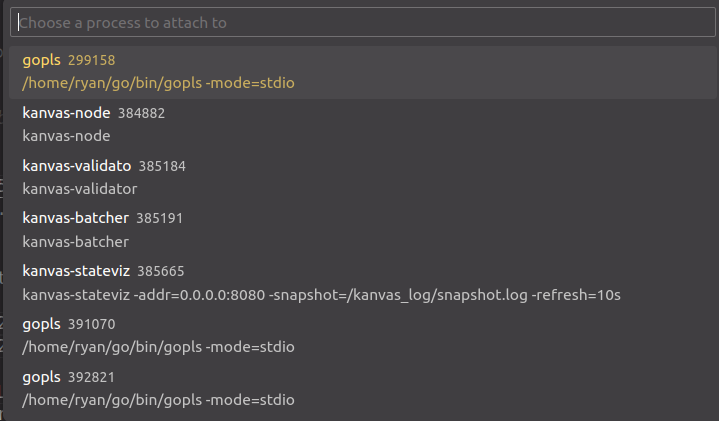 Choose a process to attach to
gopls 299158
/home/ryan/go/bin/gopls -mode=stdio
kanvas-node 384882
kanvas-node
kanvas-validato 385184
kanvas-validator
kanvas-batcher 385191
kanvas-batcher
kanvas-stateviz 385665
kanvas-stateviz -addr=0.0.0.0:8080 -snapshot=/kanvas_log/snapshot.log -refresh=10s
gopls 391070
/home/ryan/go/bin/gopls -mode=stdio
gopls 392821
/home/ryan/go/bin/gopls -mode=stdio